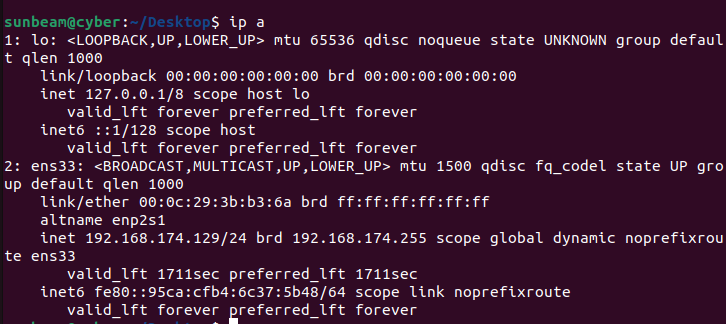 sunbeam@cyber:~/Desktop$ ip a
1: lo: <LOOPBACK,UP,LOWER_UP> mtu 65536 qdisc noqueue state UNKNOWN group defaul
t qlen 1000
    link/loopback 00:00:00:00:00:00 brd 00:00:00:00:00:00
    inet 127.0.0.1/8 scope host lo
       valid_lft forever preferred_lft forever
    inet6 ::1/128 scope host
       valid_lft forever preferred_lft forever
2: ens33: <BROADCAST,MULTICAST,UP,LOWER_UP> mtu 1500 qdisc fq_codel state UP gro
up default qlen 1000
    link/ether 00:0c:29:3b:b3:6a brd ff:ff:ff:ff:ff:ff
    altname enp2s1
    inet 192.168.174.129/24 brd 192.168.174.255 scope global dynamic noprefixrou
te ens33
       valid_lft 1711sec preferred_lft 1711sec
    inet6 fe80::95ca:cfb4:6c37:5b48/64 scope link noprefixroute
       valid_lft forever preferred_lft forever